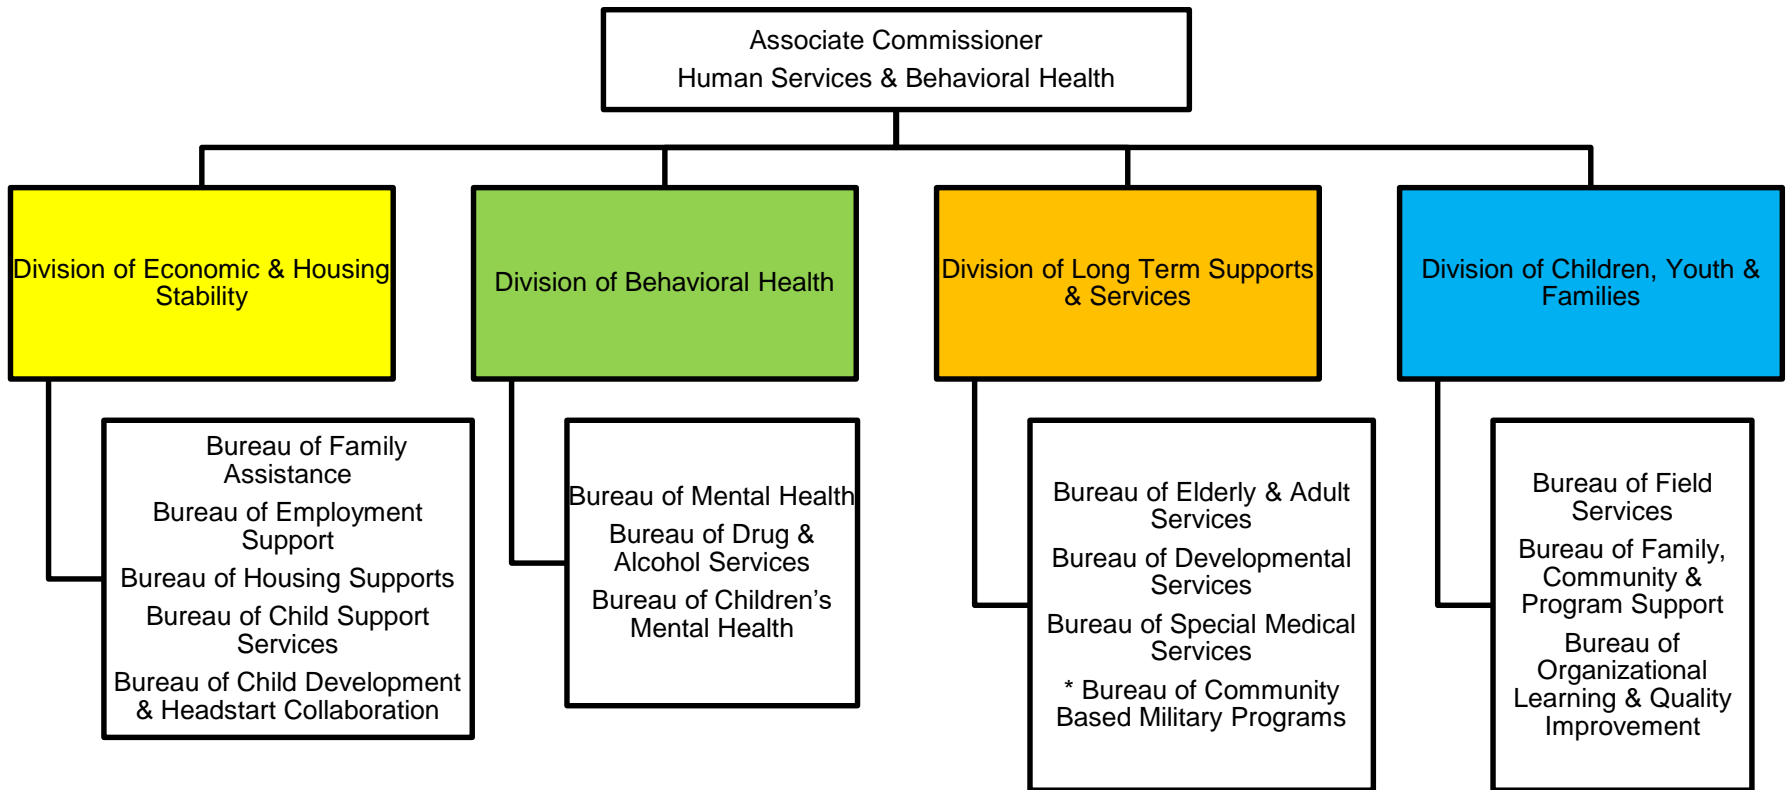 Associate Commissioner
Human Services & Behavioral Health
Division of Economic & Housing
Stability
Division of Behavioral Health
Division of Long Term Supports
& Services
Division of Children, Youth &
Families
Bureau of Family
Assistance
Bureau of Employment
Support
Bureau of Housing Supports
Bureau of Child Support
Services
Bureau of Child Development
& Headstart Collaboration
Bureau of Mental Health
Bureau of Drug &
Alcohol Services
Bureau of Children’s
Mental Health
Bureau of Elderly & Adult
Services
Bureau of Developmental
Services
Bureau of Special Medical
Services
* Bureau of Community
Based Military Programs
Bureau of Field
Services
Bureau of Family,
Community &
Program Support
Bureau of
Organizational
Learning & Quality
Improvement